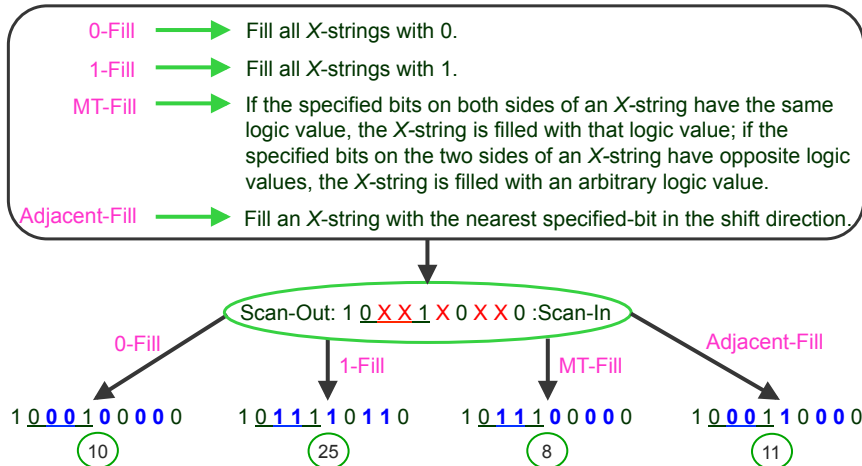 0-Fill Fill all X-strings with 0.
1-Fill Fill all X-strings with 1.
MT-Fill If the specified bits on both sides of an X-string have the same
logic value, the X-string is filled with that logic value; if the
specified bits on the two sides of an X-string have opposite logic
values, the X-string is filled with an arbitrary logic value.
Adjacent-Fill Fill an X-string with the nearest specified-bit in the shift direction.
Scan-Out: 1 0 X X 1 X 0 X X 0 :Scan-In
0-Fill 1-Fill MT-Fill Adjacent-Fill
1 0 0 0 1 0 0 0 0 0 1 0 1 1 1 1 0 1 1 0 1 0 1 1 1 0 0 0 0 0 1 0 0 0 1 1 0 0 0 0
10 25 8 11